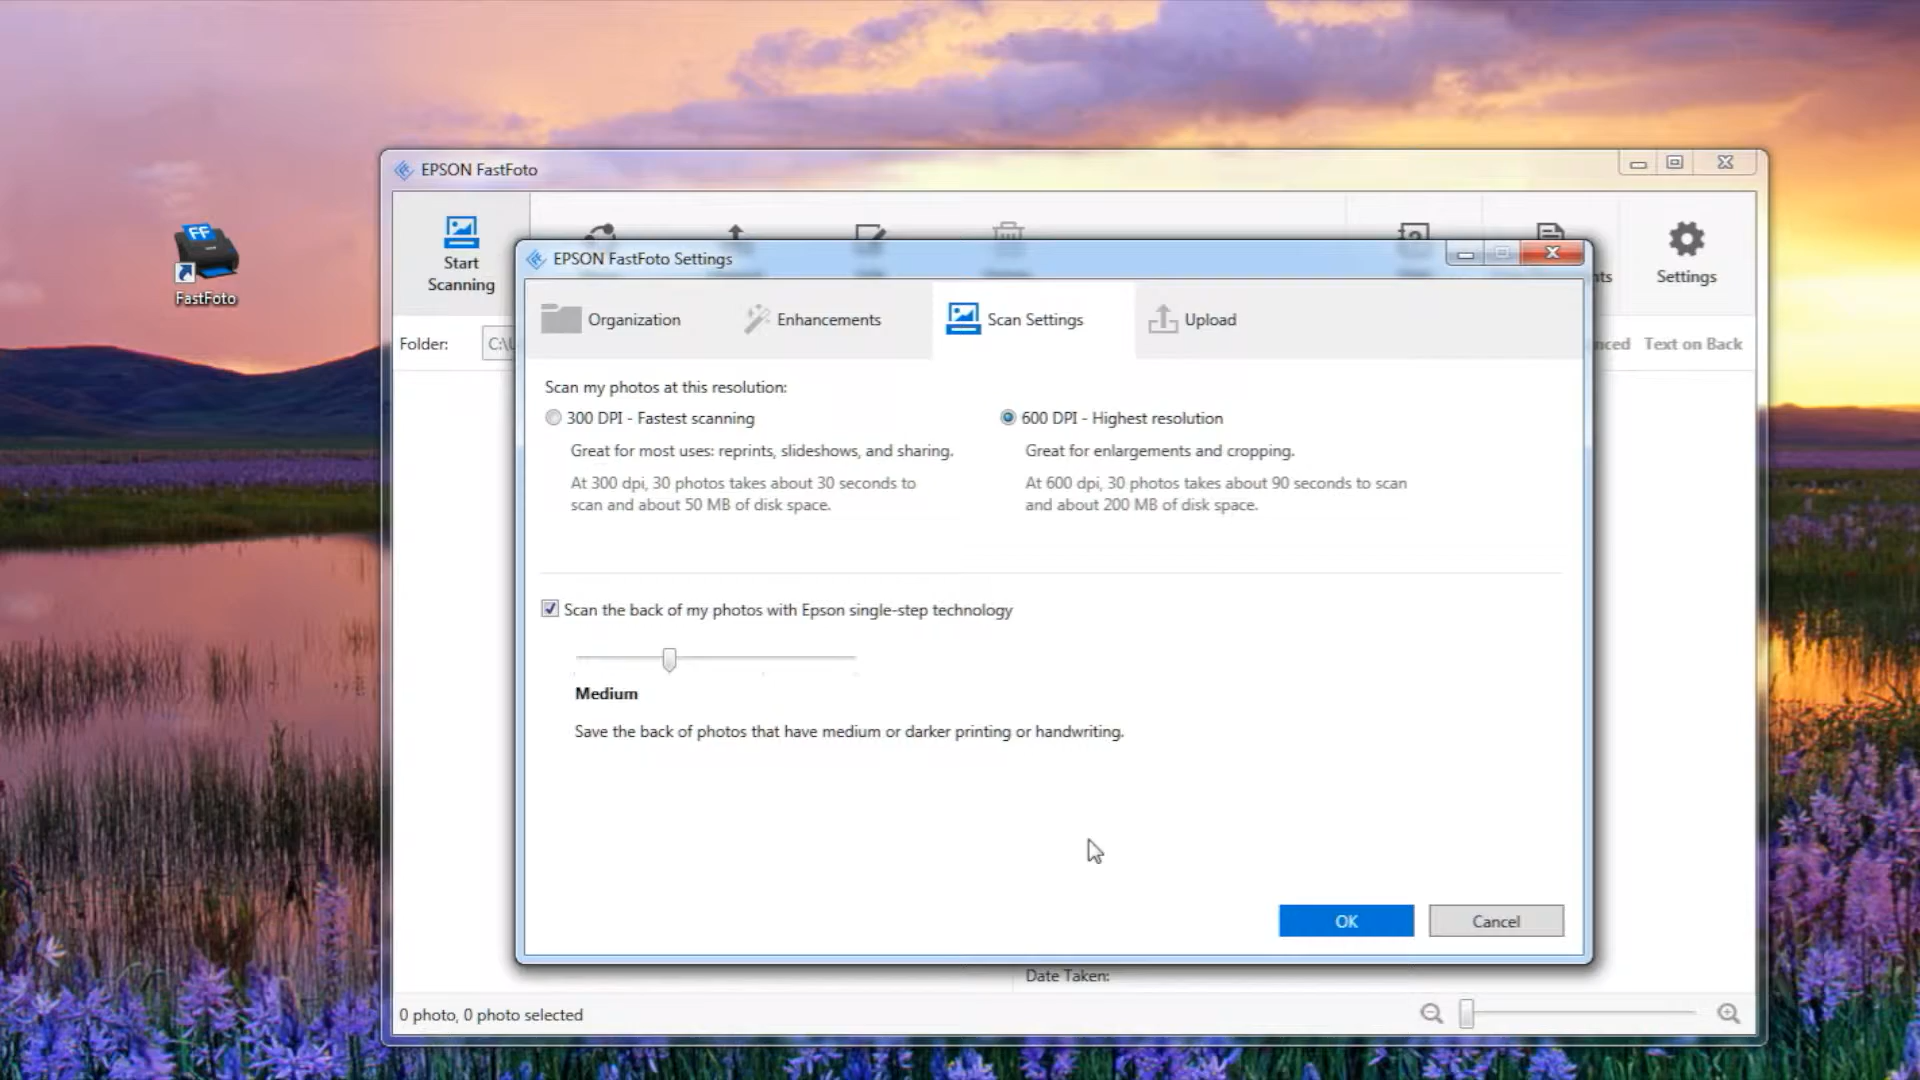 EPSON FastFoto
Start
Scanning
Settings
FF
FastFoto
Folder:
Text on Back
EPSON FastFoto Settings
Organization
Enhancements
Scan Settings
Upload
Scan my photos at this resolution:
300 DPI - Fastest scanning
Great for most uses: reprints, slideshows, and sharing.
At 300 dpi, 30 photos takes about 30 seconds to
scan and about 50 MB of disk space.
600 DPI - Highest resolution
Great for enlargements and cropping.
At 600 dpi, 30 photos takes about 90 seconds to scan
and about 200 MB of disk space.
Scan the back of my photos with Epson single-step technology
Medium
Save the back of photos that have medium or darker printing or handwriting.
OK
Cancel
Date Taken:
0 photo, 0 photo selected